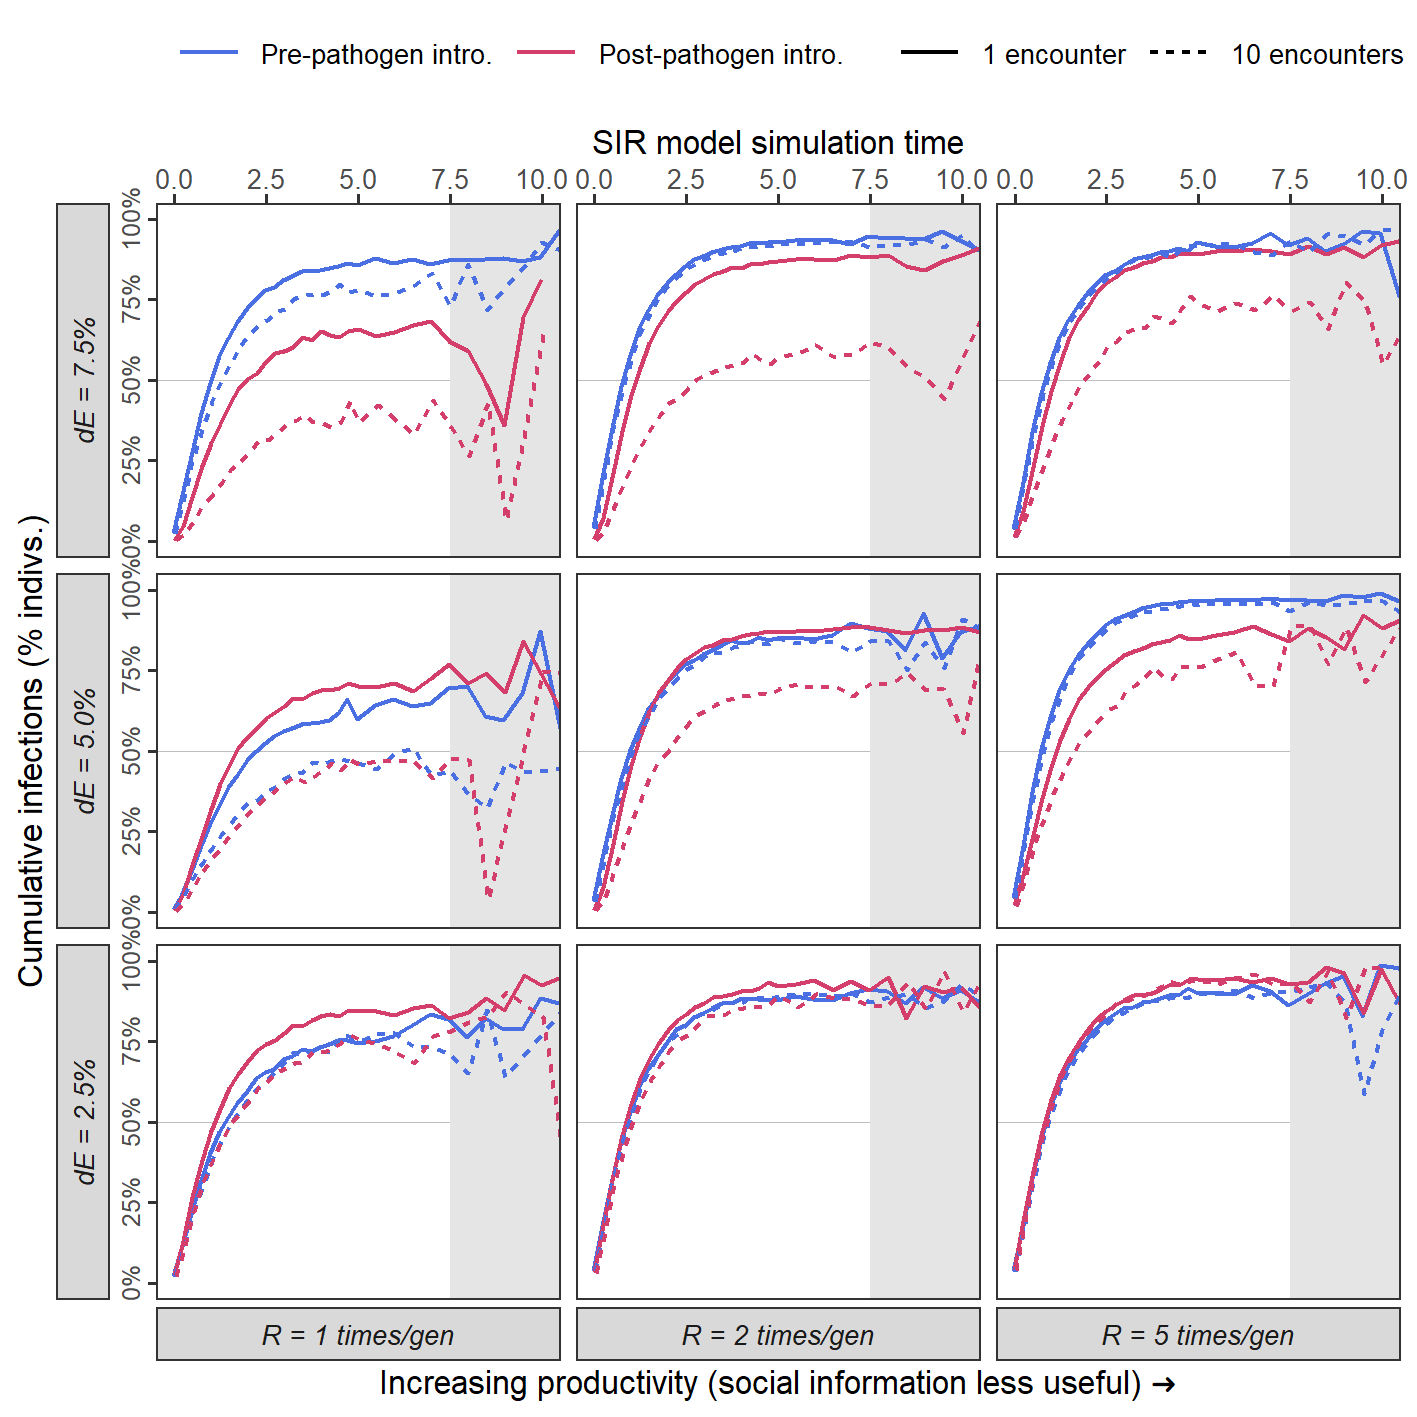 Pre-pathogen intro. Post-pathogen intro. 1 encounter 10 encounters
SIR model simulation time
0.0 2.5 5.0 7.5 10.0 0.0 2.5 5.0 7.5 10.0 0.0 2.5 5.0 7.5 10.0
Cumulative infections (% indivs.)
dE = 7.5%
100%
75%
50%
25%
0%
dE = 5.0%
100%
75%
50%
25%
0%
dE = 2.5%
100%
75%
50%
25%
0%
R = 1 times/gen R = 2 times/gen R = 5 times/gen
Increasing productivity (social information less useful) →